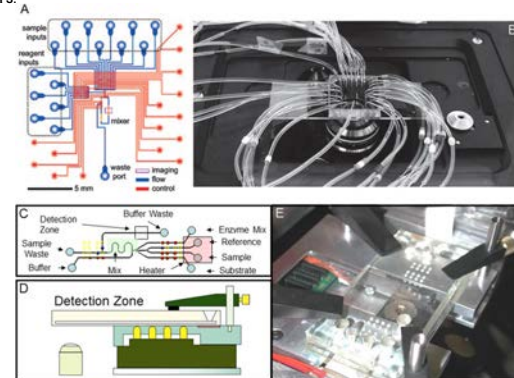 A
sample
inputs
reagent
inputs
mixer
waste
port
imaging
flow
control
5 mm
B
C
Detection
Zone
Buffer Waste
Enzyme Mix
Reference
Sample
Substrate
Sample
Waste
Buffer
Mix
Heater
D
Detection Zone
E